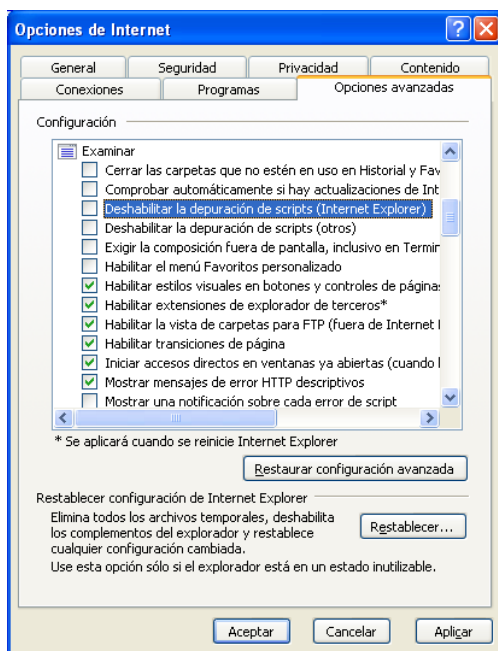 Opciones de Internet
General Seguridad Privacidad Contenido
Conexiones Programas Opciones avanzadas
Configuración
Examinar
Cerrar las carpetas que no estén en uso en Historial y Fav
Comprobar automáticamente si hay actualizaciones de Int
Deshabilitar la depuración de scripts (Internet Explorer)
Deshabilitar la depuración de scripts (otros)
Exigir la composición fuera de pantalla, inclusivo en Termin
Habilitar el menú Favoritos personalizado
Habilitar estilos visuales en botones y controles de páginas
Habilitar extensiones de explorador de terceros*
Habilitar la vista de carpetas para FTP (fuera de Internet
Habilitar transiciones de página
Iniciar accesos directos en ventanas ya abiertas (cuando
Mostrar mensajes de error HTTP descriptivos
Mostrar una notificación sobre cada error de script
* Se aplicará cuando se reinicie Internet Explorer
Restaurar configuración avanzada
Restablecer configuración de Internet Explorer
Elimina todos los archivos temporales, deshabilita
los complementos del explorador y restablece
cualquier configuración cambiada.
Restablecer...
Use esta opción sólo si el explorador está en un estado inutilizable.
Aceptar Cancelar Aplicar